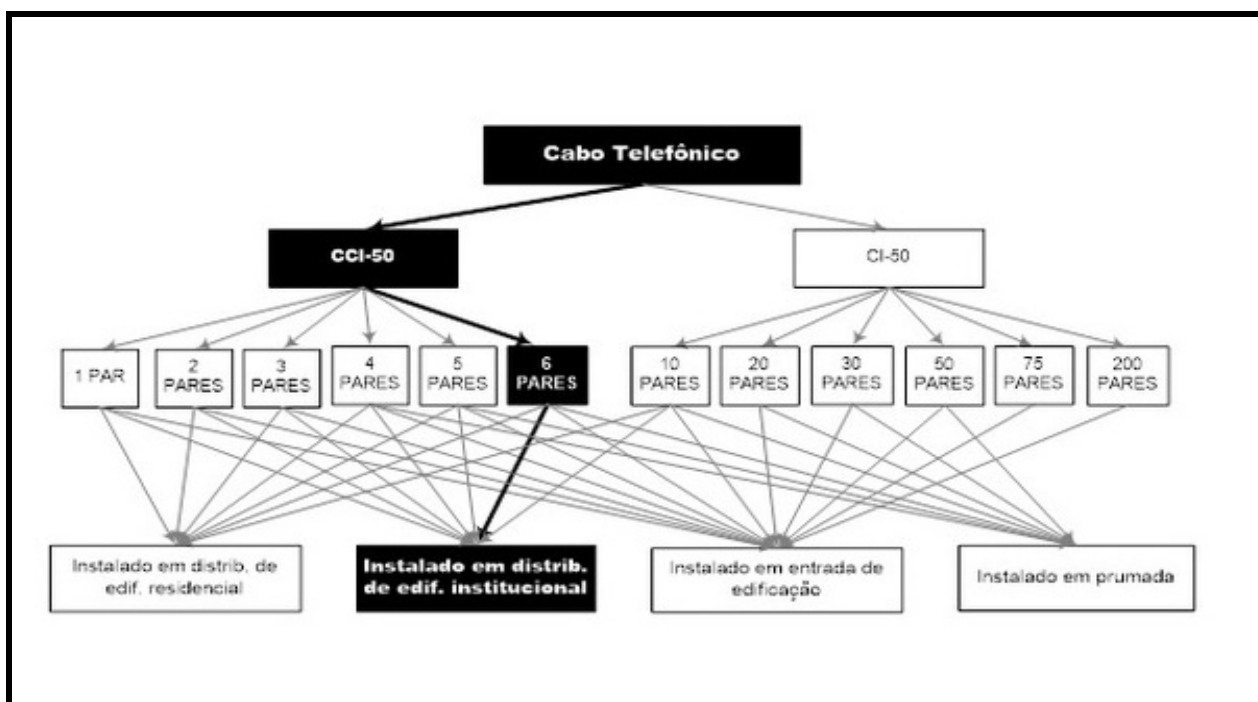 Cabo Telefônico
CCI-50
CI-50
1 PAR
2
PARES
3
PARES
4
PARES
5
PARES
6
PARES
10
PARES
20
PARES
30
PARES
50
PARES
75
PARES
200
PARES
Instalado em distrib. de
edif. residencial
Instalado em distrib.
de edif. institucional
Instalado em entrada de
edificação
Instalado em prumada